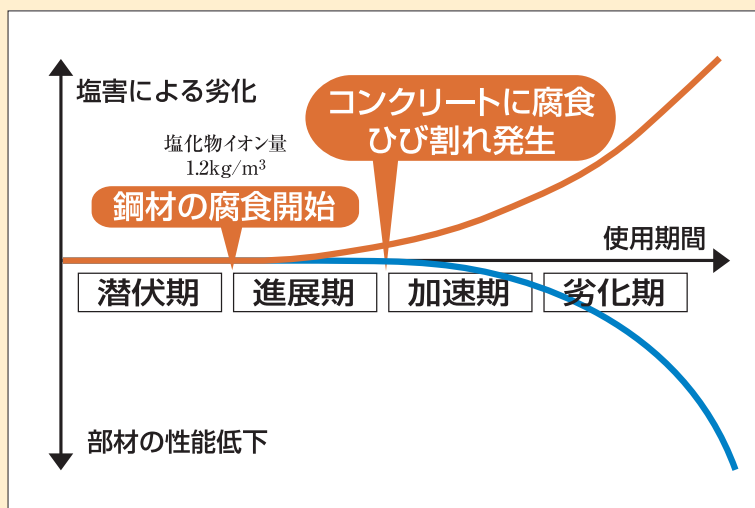 塩害による劣化
コンクリートに腐食
ひび割れ発生
塩化物イオン量
1.2kg/m³
鋼材の腐食開始
使用期間
潜伏期
進展期
加速期
劣化期
部材の性能低下